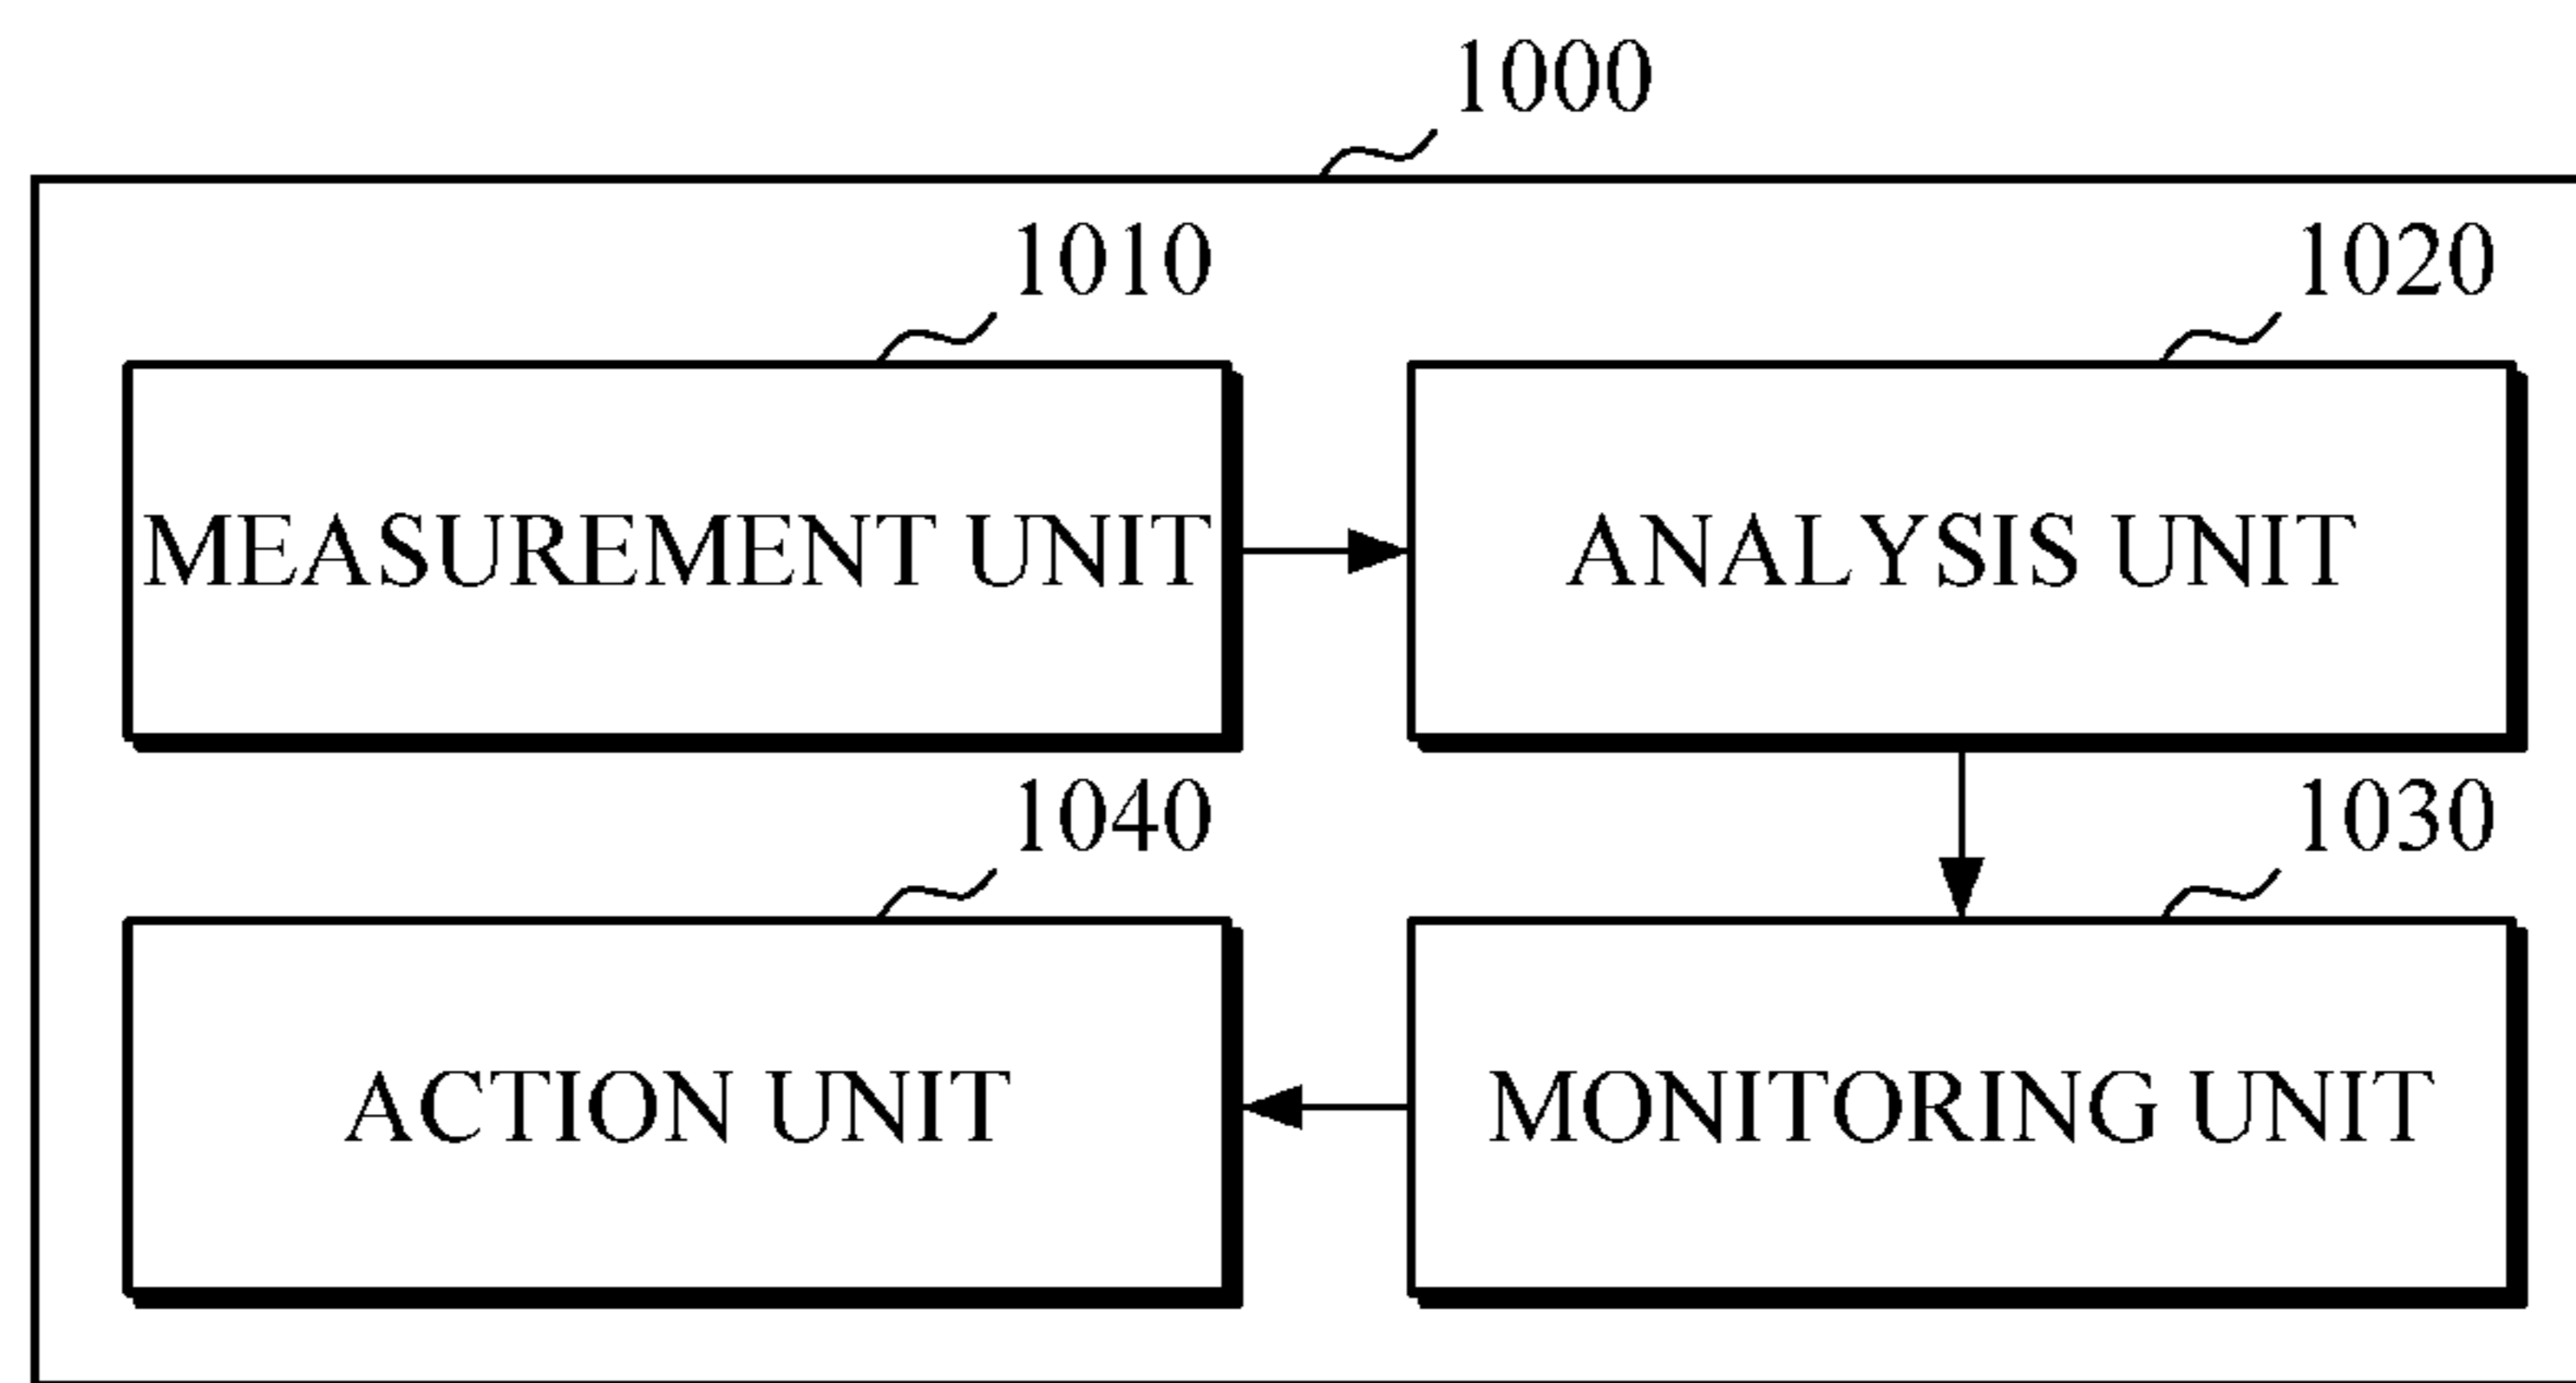 1000
1010
1020
MEASUREMENT UNIT
ANALYSIS UNIT
1040
1030
ACTION UNIT
MONITORING UNIT